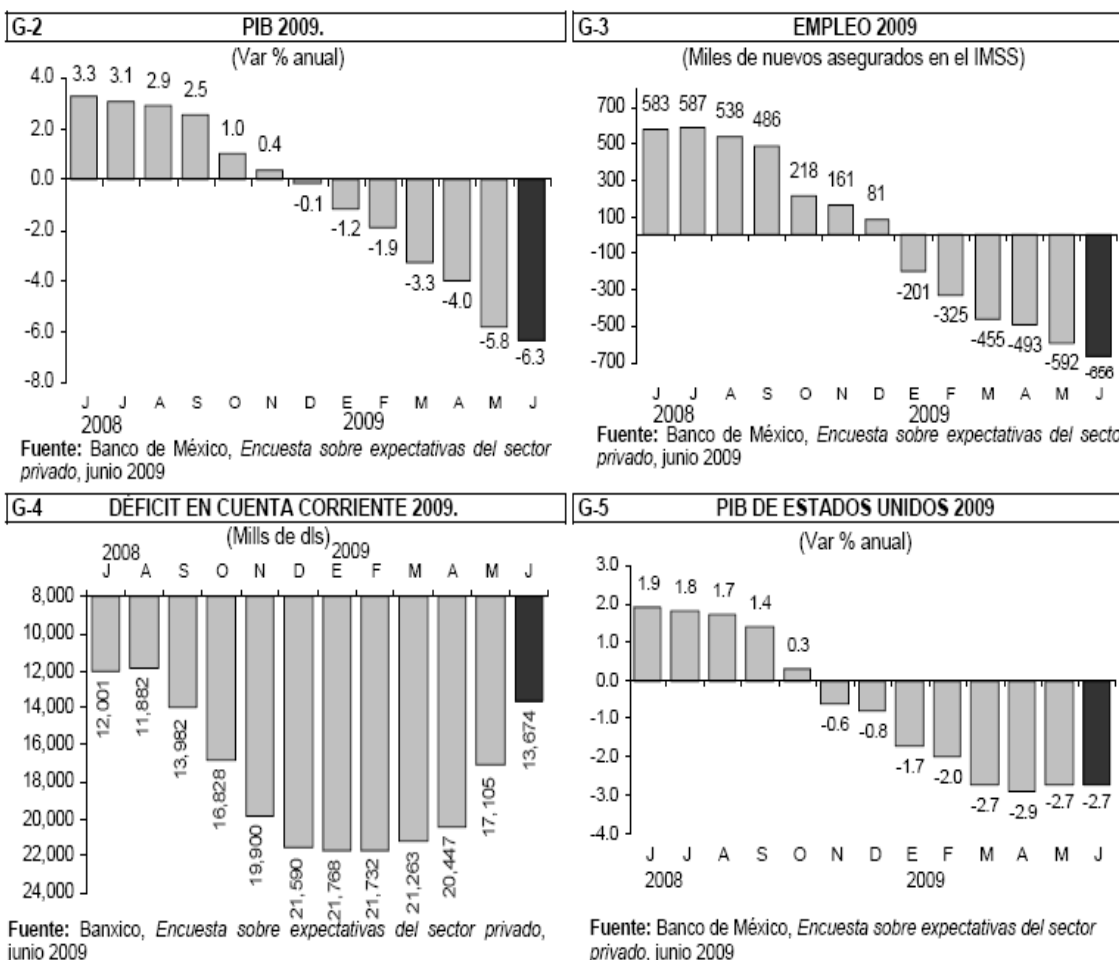 G-2 PIB 2009.
(Var % anual)
4.0
2.0
0.0
-2.0
-4.0
-6.0
-8.0
3.3 3.1 2.9 2.5 1.0 0.4 -0.1 -1.2 -1.9 -3.3 -4.0 -5.8 -6.3
J J A S O N D E F M A M J
2008 2009
Fuente: Banco de México, Encuesta sobre expectativas del sector
privado, junio 2009
G-3 EMPLEO 2009
(Miles de nuevos asegurados en el IMSS)
700
500
300
100
-100
-300
-500
-700
583 587 538 486 218 161 81 -201 -325 -455 -493 -592 -656
J J A S O N D E F M A M J
2008 2009
Fuente: Banco de México, Encuesta sobre expectativas del secto
privado, junio 2009
G-4 DÉFICIT EN CUENTA CORRIENTE 2009.
(Mills de dls)
2008 2009
J A S O N D E F M A M J
8,000
10,000
12,000
14,000
16,000
18,000
20,000
22,000
24,000
12,001 11,882 13,982 16,828 19,900 21,590 21,768 21,732 21,263 20,447 17,105 13,674
Fuente: Banxico, Encuesta sobre expectativas del sector privado,
junio 2009
G-5 PIB DE ESTADOS UNIDOS 2009
(Var % anual)
3.0
2.0
1.0
0.0
-1.0
-2.0
-3.0
-4.0
1.9 1.8 1.7 1.4 0.3 -0.6 -0.8 -1.7 -2.0 -2.7 -2.9 -2.7 -2.7
J J A S O N D E F M A M J
2008 2009
Fuente: Banco de México, Encuesta sobre expectativas del sector
privado, junio 2009